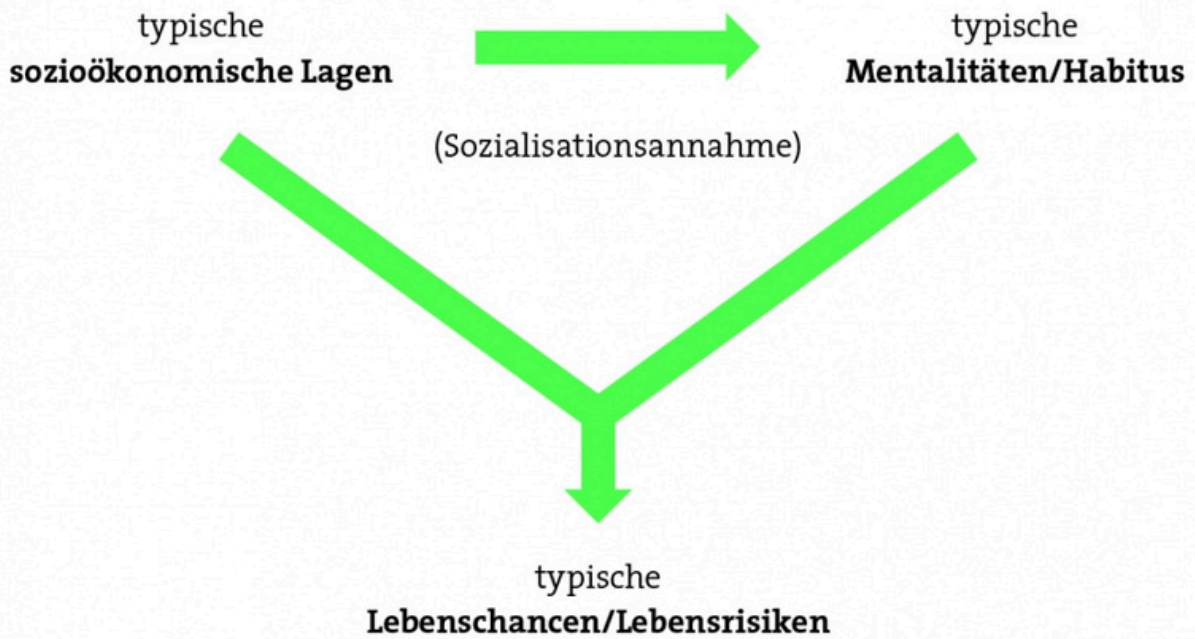 typische
sozioökonomische Lagen
typische
Mentalitäten/Habitus
(Sozialisationsannahme)
typische
Lebenschancen/Lebensrisiken